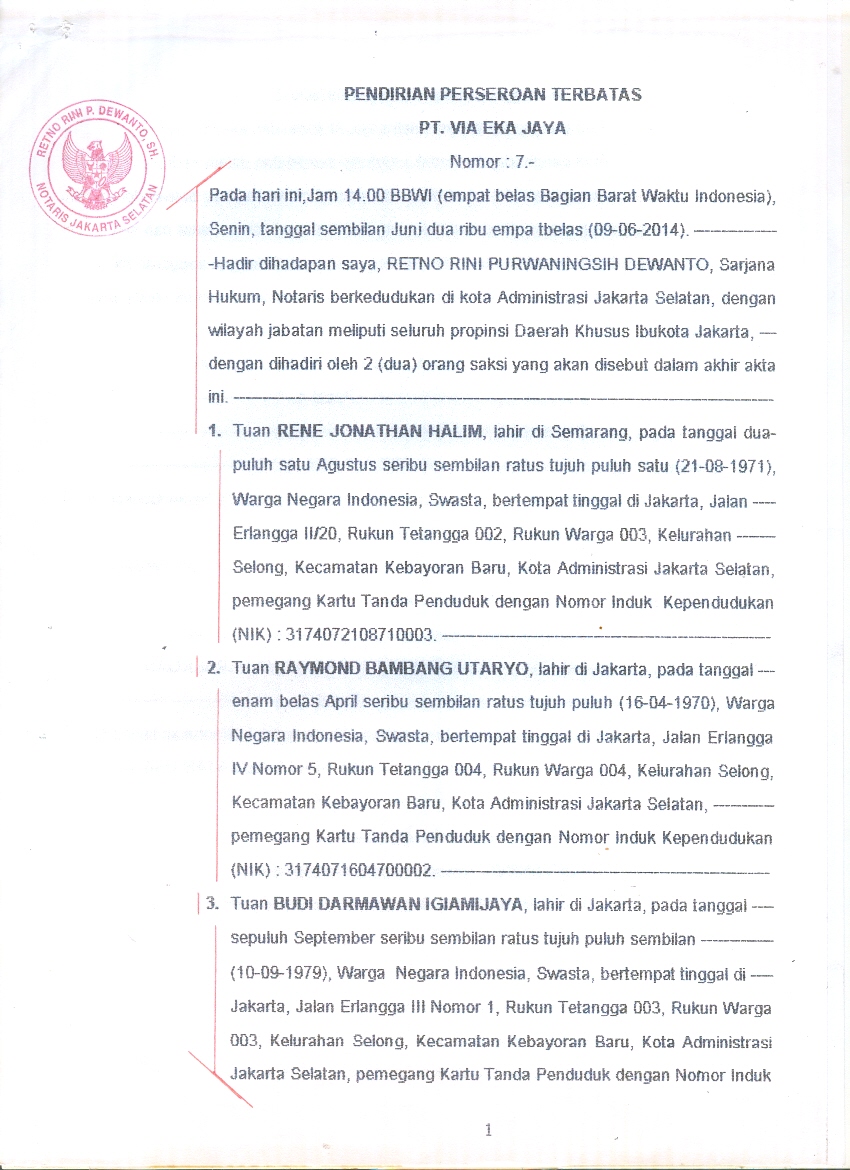 PENDIRIAN PERSEROAN TERBATAS
PT. VIA EKA JAYA
Nomor : 7.-
RETNO RINI P. DEWANTO, SH.
NOTARIS JAKARTA SELATAN
Pada hari ini,Jam 14.00 BBWI (empat belas Bagian Barat Waktu Indonesia),
Senin, tanggal sembilan Juni dua ribu empa tbelas (09-06-2014). ----------------
-Hadir dihadapan saya, RETNO RINI PURWANINGSIH DEWANTO, Sarjana
Hukum, Notaris berkedudukan di kota Administrasi Jakarta Selatan, dengan
wilayah jabatan meliputi seluruh propinsi Daerah Khusus Ibukota Jakarta, ---
dengan dihadiri oleh 2 (dua) orang saksi yang akan disebut dalam akhir akta
ini. --------------------------------------------------------------------------------
1. Tuan RENE JONATHAN HALIM, lahir di Semarang, pada tanggal dua-
puluh satu Agustus seribu sembilan ratus tujuh puluh satu (21-08-1971),
Warga Negara Indonesia, Swasta, bertempat tinggal di Jakarta, Jalan ----
Erlangga II/20, Rukun Tetangga 002, Rukun Warga 003, Kelurahan -------
Selong, Kecamatan Kebayoran Baru, Kota Administrasi Jakarta Selatan,
pemegang Kartu Tanda Penduduk dengan Nomor Induk Kependudukan
(NIK) : 3174072108710003. ------------------------------------------------
2. Tuan RAYMOND BAMBANG UTARYO, lahir di Jakarta, pada tanggal ---
enam belas April seribu sembilan ratus tujuh puluh (16-04-1970), Warga
Negara Indonesia, Swasta, bertempat tinggal di Jakarta, Jalan Erlangga
IV Nomor 5, Rukun Tetangga 004, Rukun Warga 004, Kelurahan Selong,
Kecamatan Kebayoran Baru, Kota Administrasi Jakarta Selatan, -----------
pemegang Kartu Tanda Penduduk dengan Nomor Induk Kependudukan
(NIK) : 3174071604700002. ------------------------------------------------
3. Tuan BUDI DARMAWAN IGIAMIJAYA, lahir di Jakarta, pada tanggal ----
sepuluh September seribu sembilan ratus tujuh puluh sembilan -------------
(10-09-1979), Warga Negara Indonesia, Swasta, bertempat tinggal di ----
Jakarta, Jalan Erlangga III Nomor 1, Rukun Tetangga 003, Rukun Warga
003, Kelurahan Selong, Kecamatan Kebayoran Baru, Kota Administrasi
Jakarta Selatan, pemegang Kartu Tanda Penduduk dengan Nomor Induk
1